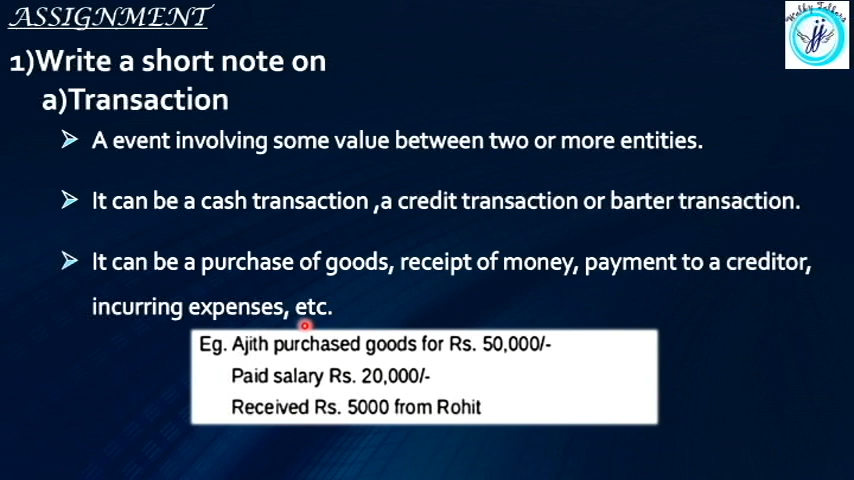 ASSIGNMENT
Walky Talkers
jj
1)Write a short note on
a)Transaction
A event involving some value between two or more entities.
It can be a cash transaction ,a credit transaction or barter transaction.
It can be a purchase of goods, receipt of money, payment to a creditor,
incurring expenses, etc.
Eg. Ajith purchased goods for Rs. 50,000/-
Paid salary Rs. 20,000/-
Received Rs. 5000 from Rohit